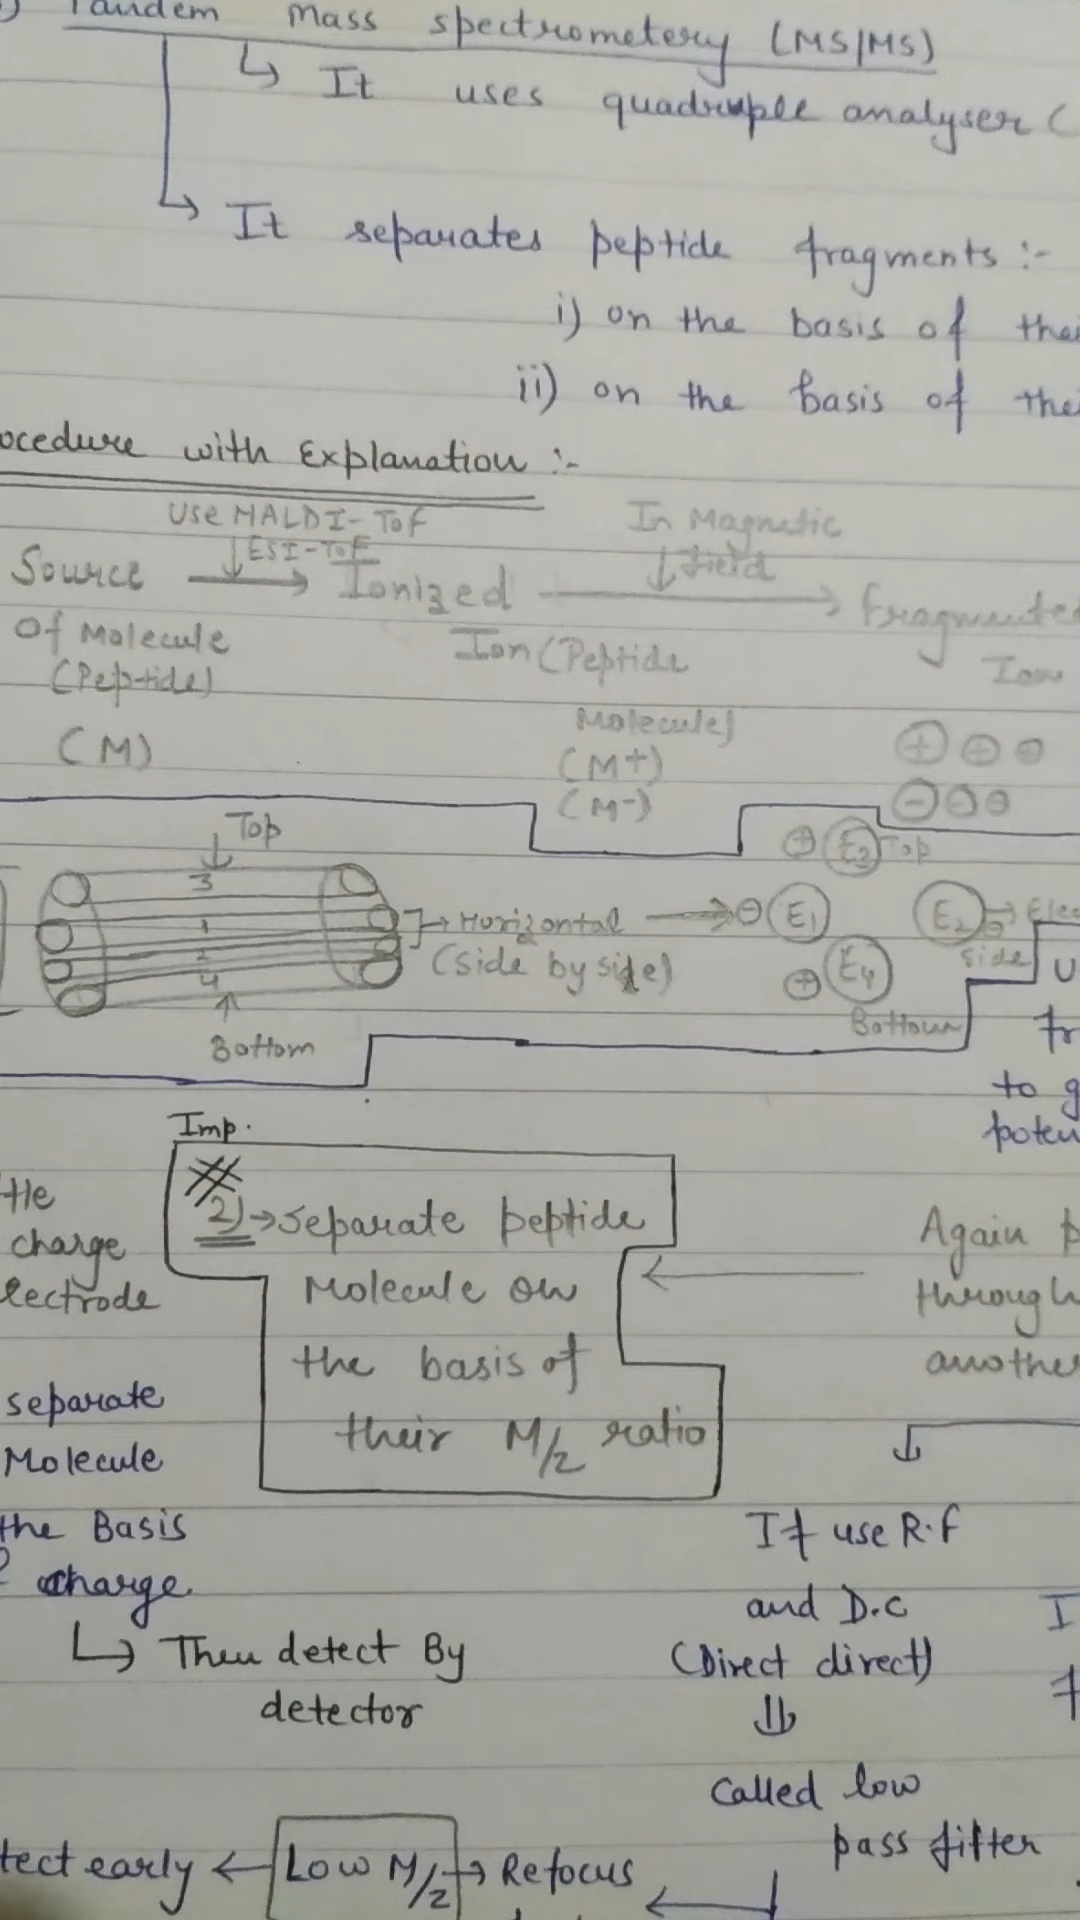 Tandem Mass spectrometery (MS/MS)
It uses quadruple analyser (
It separates peptide fragments :-
i) on the basis of
ii) on the basis of
ocedure with Explanation :-
Use MALDI-ToF
ESI-ToF
In Magnetic
field
Source
Of Molecule
(Peptide)
(M)
Ionized
Ion (Peptide
Molecule)
(M+)
(M-)
Fragmented
Ion
+ + +
- - -
Top
3
1
2
4
Bottom
Horizontal
(side by side)
- E1
+ E3 Top
E2
Side
+ E4
Bottom
U
fr
to g
poten
Imp.
2) → separate peptide
Molecule on
the basis of
their M/z ratio
Again p
through
another
the
charge
lectrode
separate
Molecule
the Basis
charge
Then detect By
detector
It use R.f
and D.C
(Direct direct)
Called low
pass filter
I
tect early ← Low M/z → Refocus